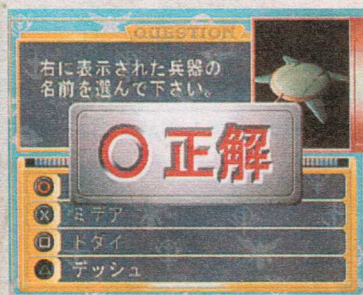 QUESTION
右に表示された兵器の
名前を選んで下さい。
○正解
ミデア
ドダイ
デッシュ